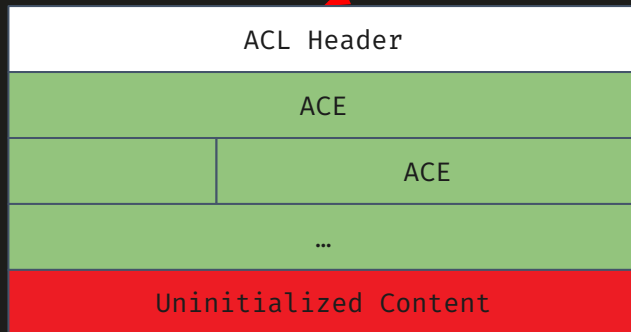 ACL Header
ACE
ACE
…
Uninitialized Content